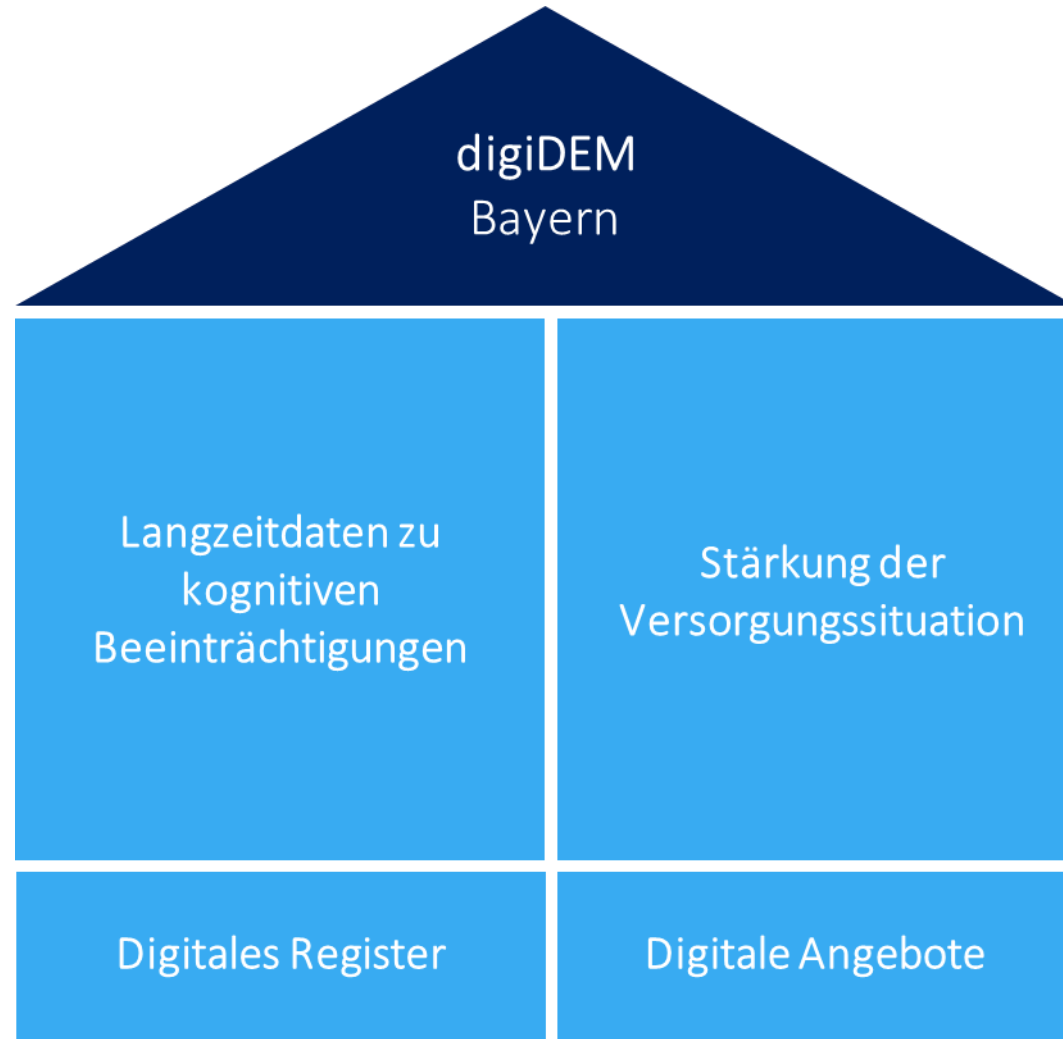 digiDEM
Bayern
Langzeitdaten zu
kognitiven
Beeinträchtigungen
Stärkung der
Versorgungssituation
Digitales Register
Digitale Angebote